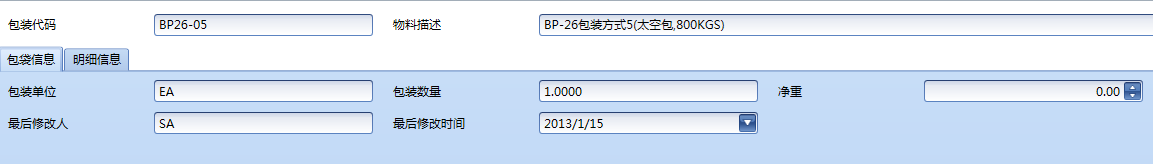 包装代码 BP26-05 物料描述 BP-26包装方式5(太空包,800KGS)
包袋信息 明细信息
包装单位 EA 包装数量 1.0000 净重 0.00
最后修改人 SA 最后修改时间 2013/1/15